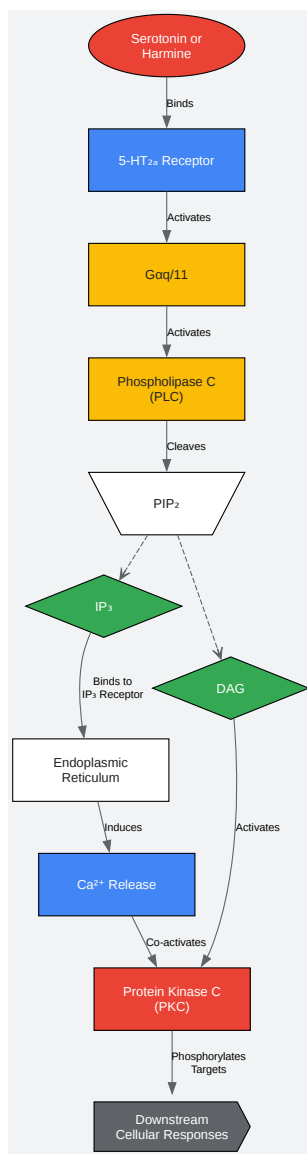 Serotonin or
Harmine
Binds
5-HT₂ₐ Receptor
Activates
Gαq/11
Activates
Phospholipase C
(PLC)
Cleaves
PIP₂
IP₃
DAG
Binds to
IP₃ Receptor
Endoplasmic
Reticulum
Induces
Activates
Ca²⁺ Release
Co-activates
Protein Kinase C
(PKC)
Phosphorylates
Targets
Downstream
Cellular Responses